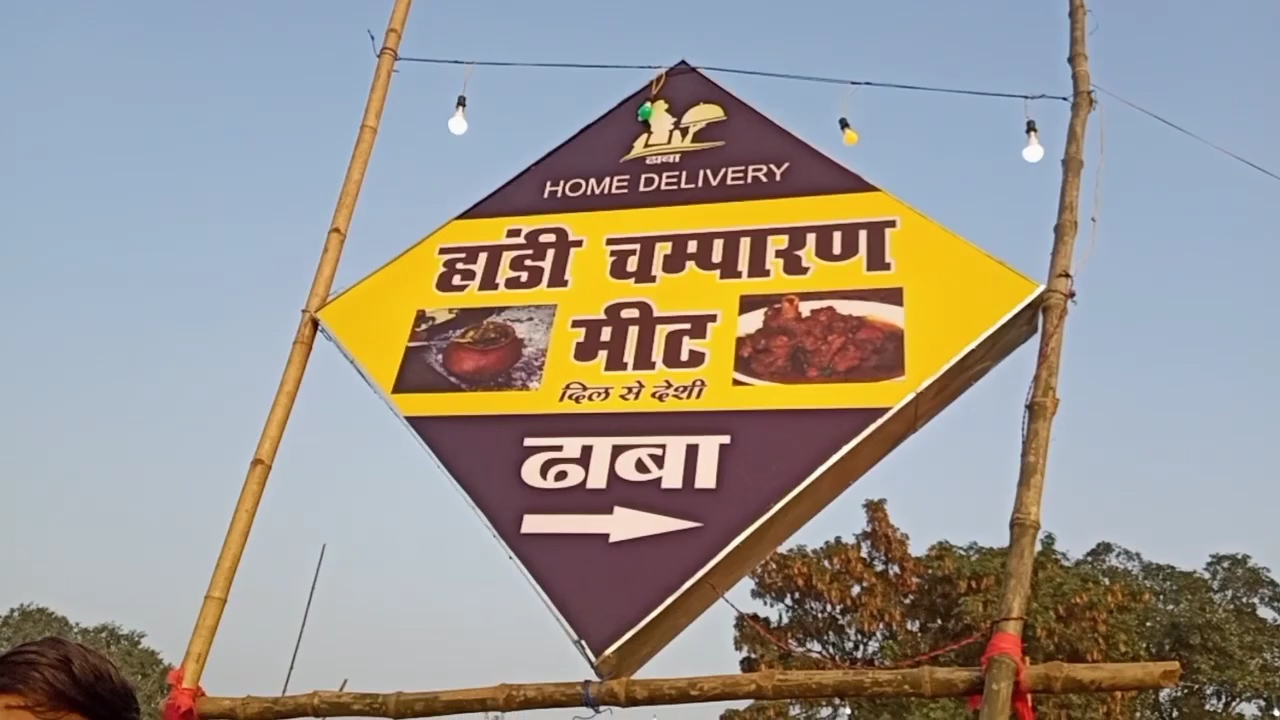 ढाबा
HOME DELIVERY
हांडी चम्पारण
मीट
दिल से देशी
ढाबा